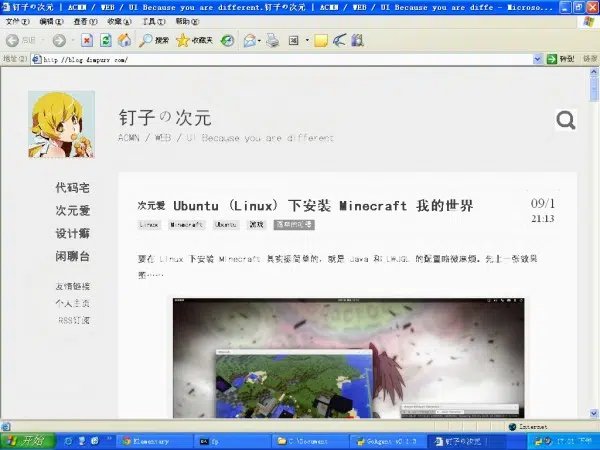 钉子の次元 | ACMN / WEB / UI Because you are different.钉子の次元 | ACMN / WEB / UI Because you are diffe - Microso...
文件(F) 编辑(E) 查看(V) 收藏(A) 工具(T) 帮助(H)
后退 搜索 收藏夹
地址(D) http://blog.dimpurr.com/ 转到 链接
钉子の次元
ACMN / WEB / UI Because you are different
代码宅
次元爱
设计癖
闲聊台
友情链接
个人主页
RSS订阅
次元爱 Ubuntu (Linux) 下安装 Minecraft 我的世界
09/1
21:13
Linux Minecraft Ubuntu 游戏
要在 Linux 下安装 Minecraft 其实挺简单的，就是 Java 和 LWJGL 的配置略微麻烦。先上一张效果
图……
Internet
开始 Elementary fp C:\Document GoAgent v2.1.3 钉子の次元 | 17:01 下午